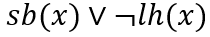 sb(x) ∨ ¬lh(x)